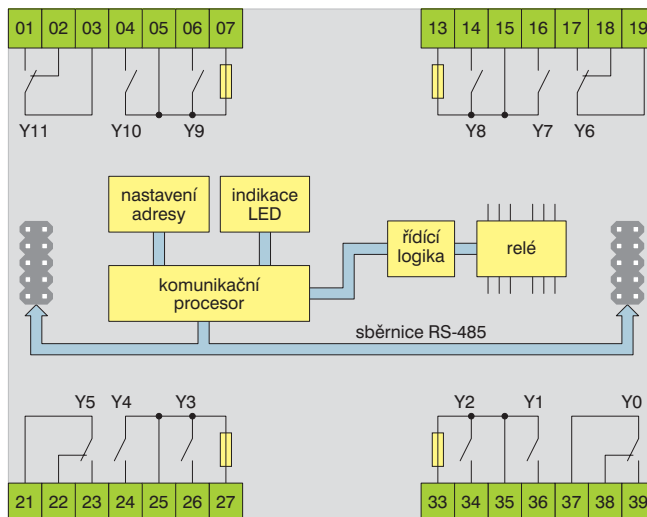 01 02 03 04 05 06 07
13 14 15 16 17 18 19
Y11 Y10 Y9
Y8 Y7 Y6
nastavení
adresy
indikace
LED
řídící
logika
relé
komunikační
procesor
sběrnice RS-485
Y5 Y4 Y3
Y2 Y1 Y0
21 22 23 24 25 26 27
33 34 35 36 37 38 39